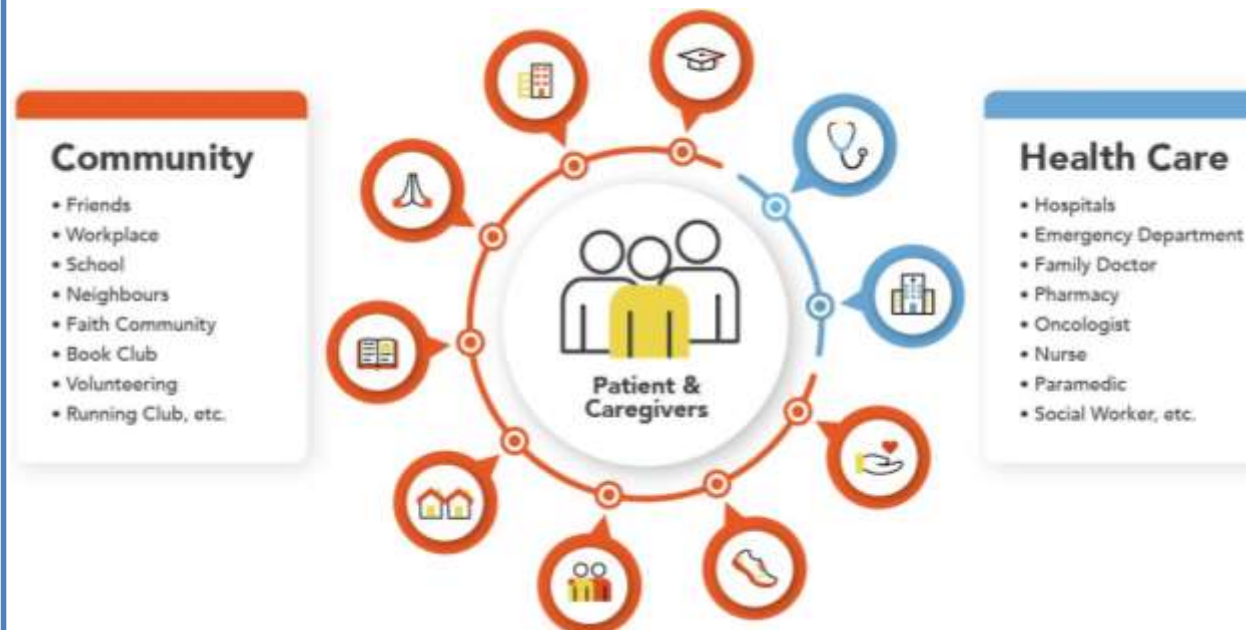 Community
• Friends
• Workplace
• School
• Neighbours
• Faith Community
• Book Club
• Volunteering
• Running Club, etc.
Patient &
Caregivers
Health Care
• Hospitals
• Emergency Department
• Family Doctor
• Pharmacy
• Oncologist
• Nurse
• Paramedic
• Social Worker, etc.